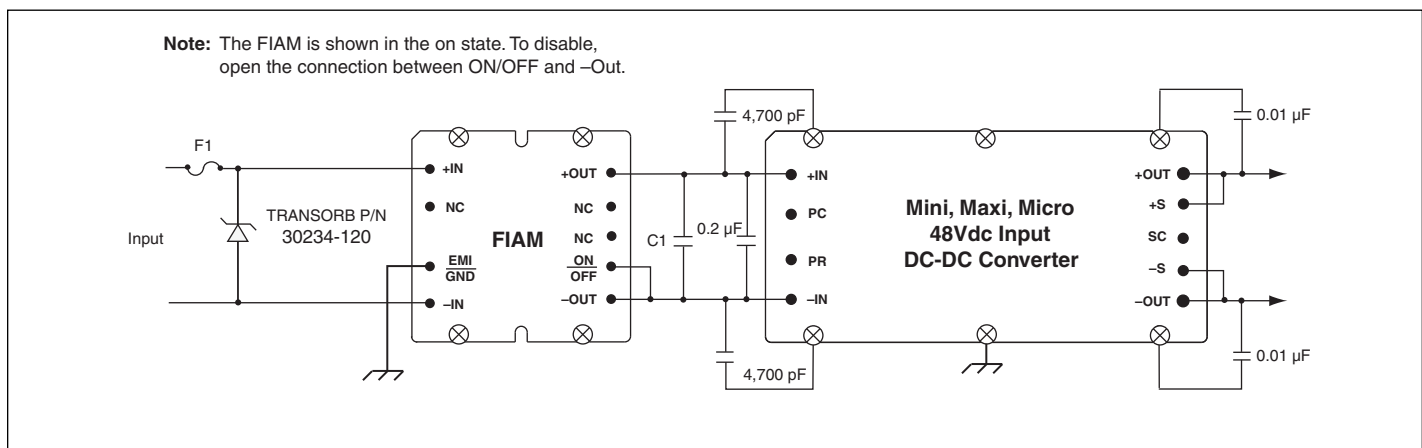 Note: The FIAM is shown in the on state. To disable,
open the connection between ON/OFF and –Out.
F1
Input
TRANSORB P/N
30234-120
+IN
NC
EMI
GND
–IN
FIAM
+OUT
NC
NC
ON
OFF
–OUT
C1
0.2 µF
4,700 pF
4,700 pF
+IN
PC
PR
–IN
Mini, Maxi, Micro
48Vdc Input
DC-DC Converter
+OUT
+S
SC
–S
–OUT
0.01 µF
0.01 µF